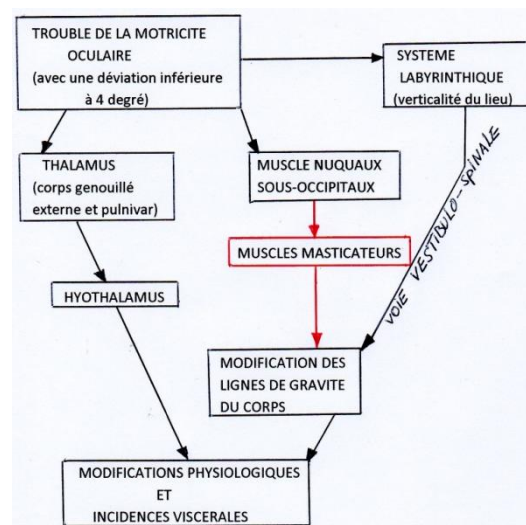 TROUBLE DE LA MOTRICITE
OCULAIRE
(avec une déviation inférieure
à 4 degré)
SYSTEME
LABYRINTHIQUE
(verticalité du lieu)
THALAMUS
(corps genouillé
externe et pulnivar)
MUSCLE NUQUAUX
SOUS-OCCIPITAUX
MUSCLES MASTICATEURS
HYOTHALAMUS
VOIE VESTIBULO-SPINALE
MODIFICATION DES
LIGNES DE GRAVITE
DU CORPS
MODIFICATIONS PHYSIOLOGIQUES
ET
INCIDENCES VISCERALES